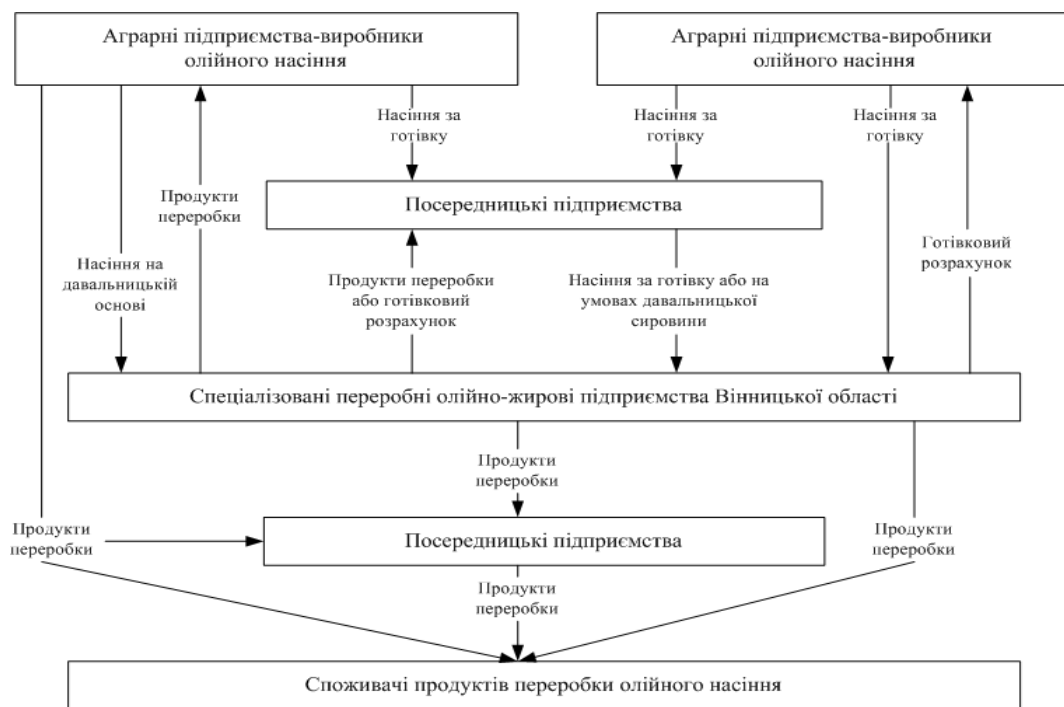 Аграрні підприємства-виробники
олійного насіння
Аграрні підприємства-виробники
олійного насіння
Насіння за
готівку
Насіння за
готівку
Насіння за
готівку
Продукти
переробки
Посередницькі підприємства
Насіння на
давальницькій
основі
Продукти переробки
або готівковий
розрахунок
Насіння за готівку або на
умовах давальницької
сировини
Готівковий
розрахунок
Спеціалізовані переробні олійно-жирові підприємства Вінницької області
Продукти
переробки
Продукти
переробки
Посередницькі підприємства
Продукти
переробки
Продукти
переробки
Споживачі продуктів переробки олійного насіння